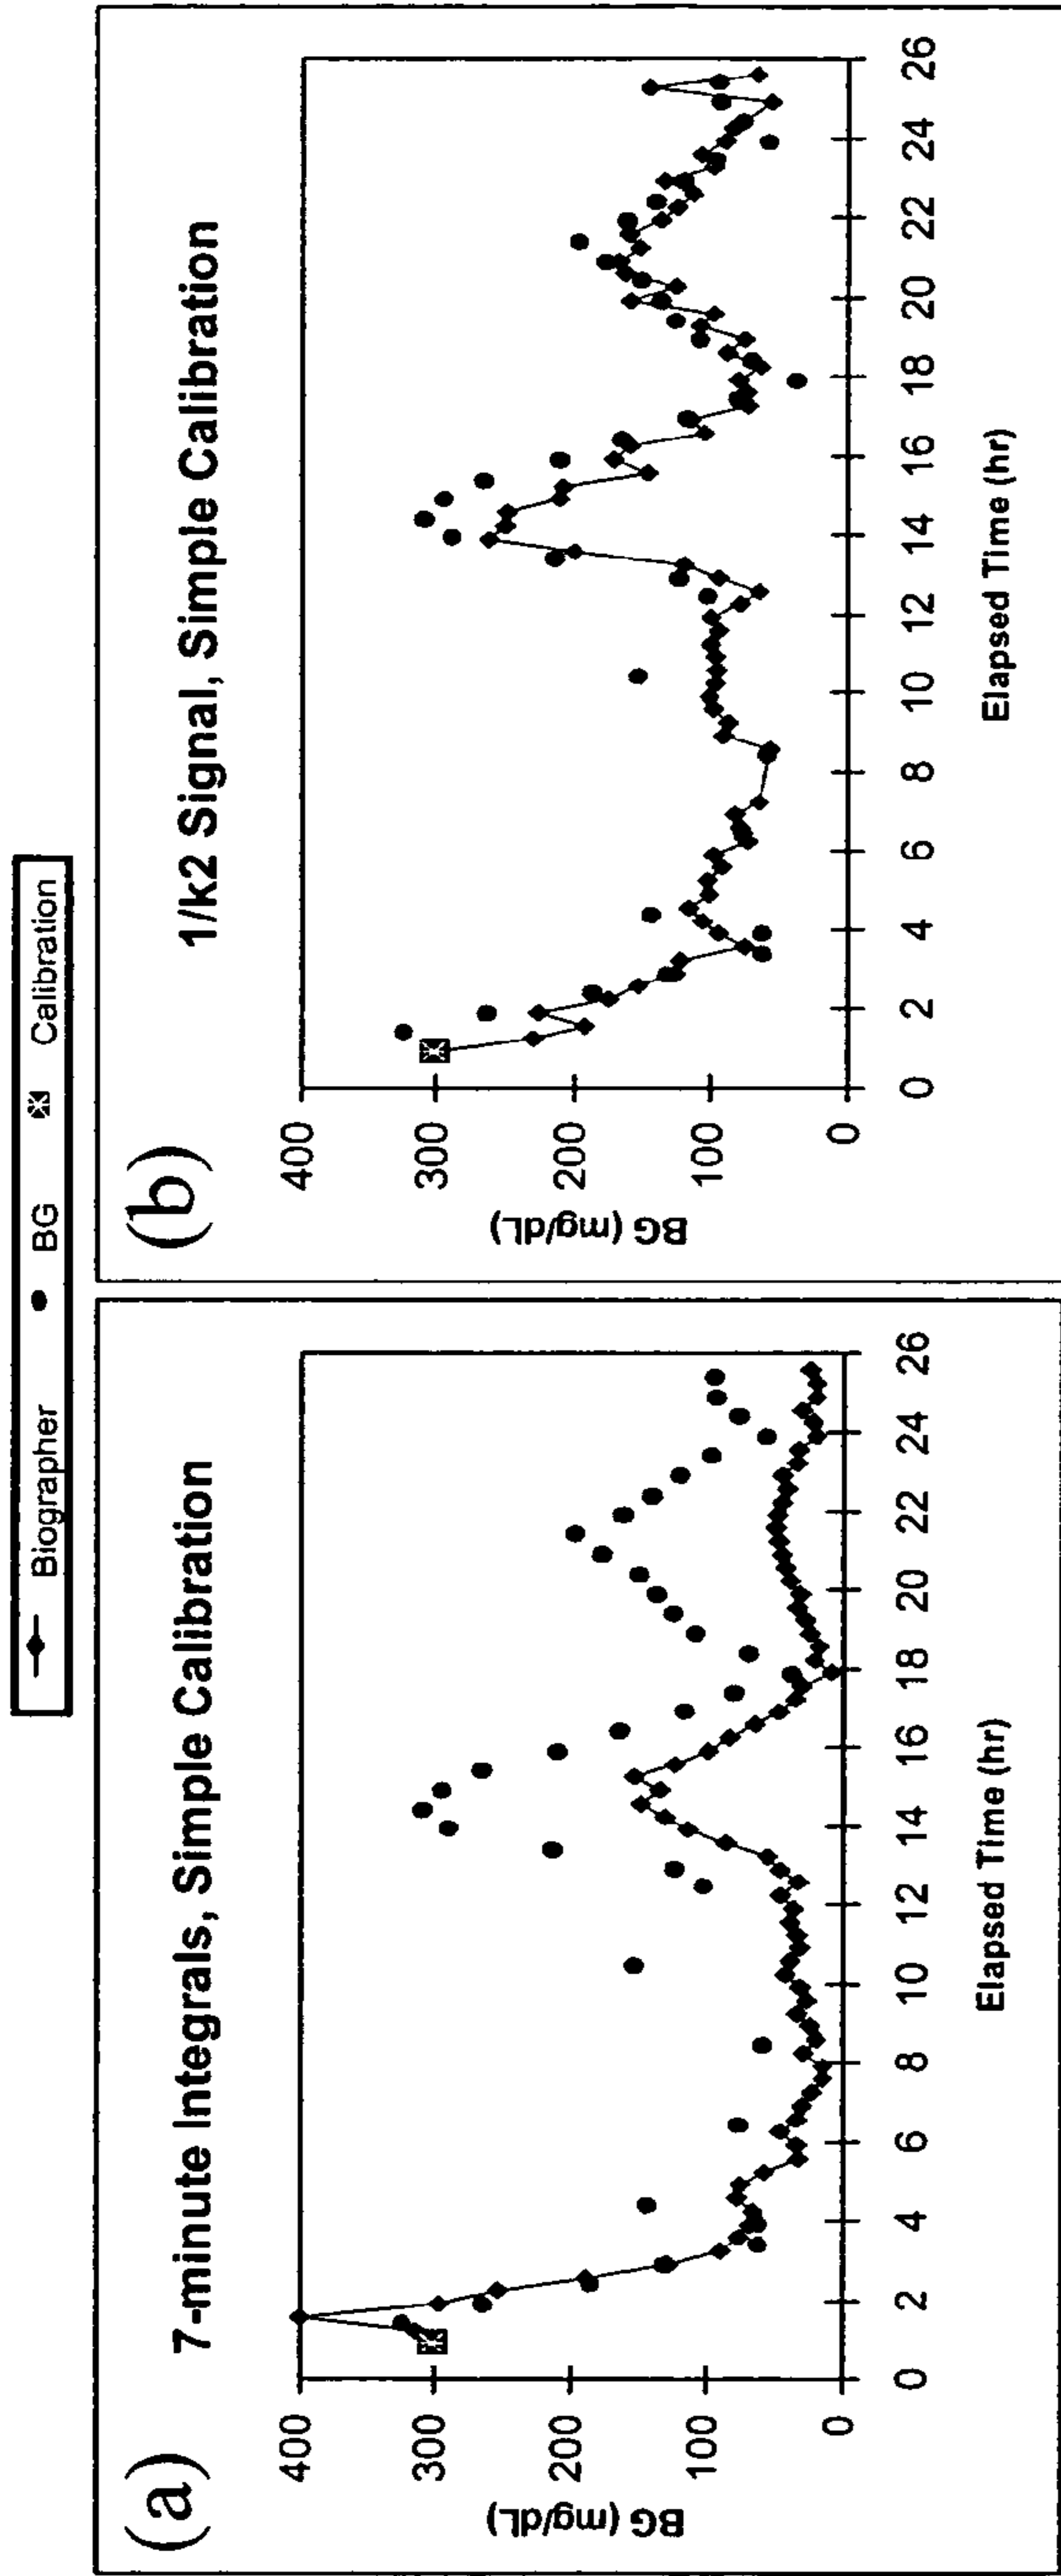 Biographer BG Calibration
(a)
7-minute Integrals, Simple Calibration
400
300
200
100
0
BG (mg/dL)
0 2 4 6 8 10 12 14 16 18 20 22 24 26
Elapsed Time (hr)
(b)
1/k2 Signal, Simple Calibration
400
300
200
100
0
BG (mg/dL)
0 2 4 6 8 10 12 14 16 18 20 22 24 26
Elapsed Time (hr)